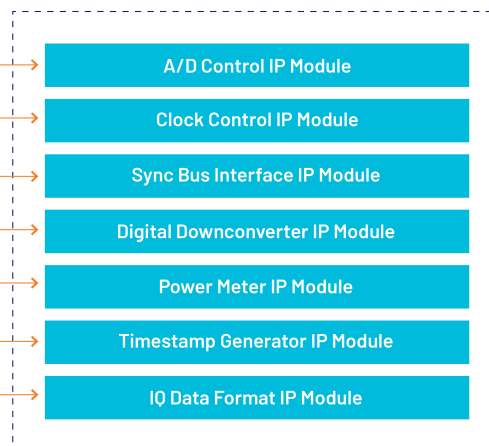 A/D Control IP Module
Clock Control IP Module
Sync Bus Interface IP Module
Digital Downconverter IP Module
Power Meter IP Module
Timestamp Generator IP Module
IQ Data Format IP Module